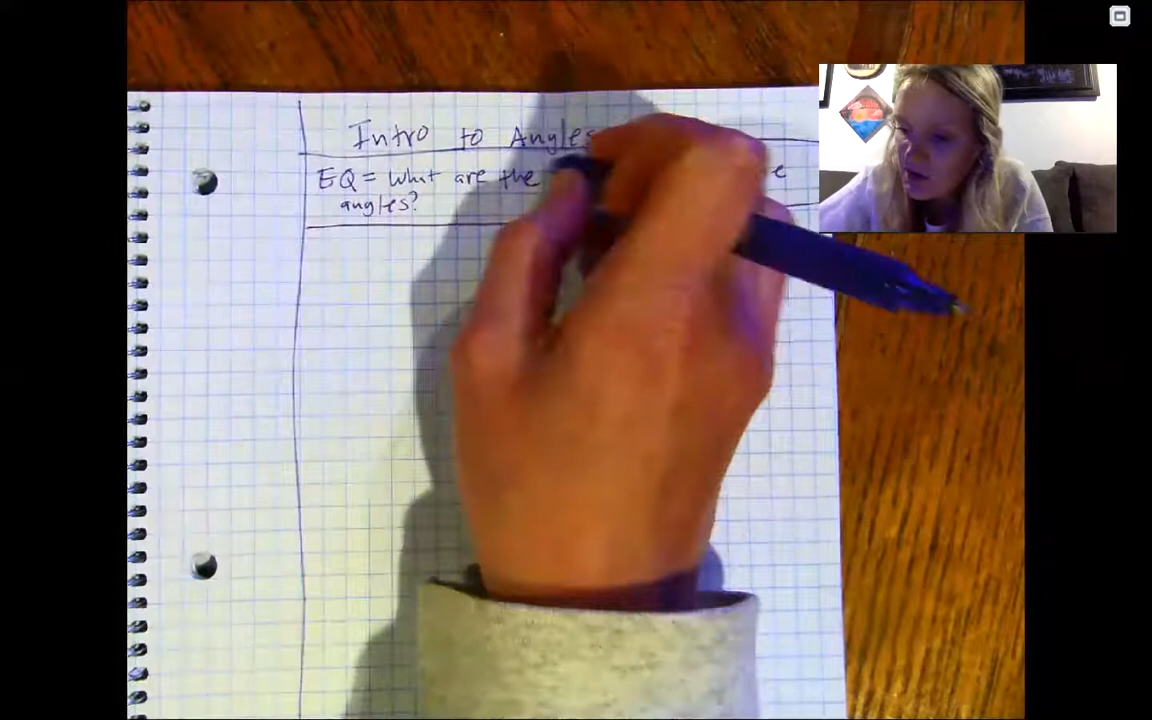 Intro to Angles
EQ = What are the
angles?